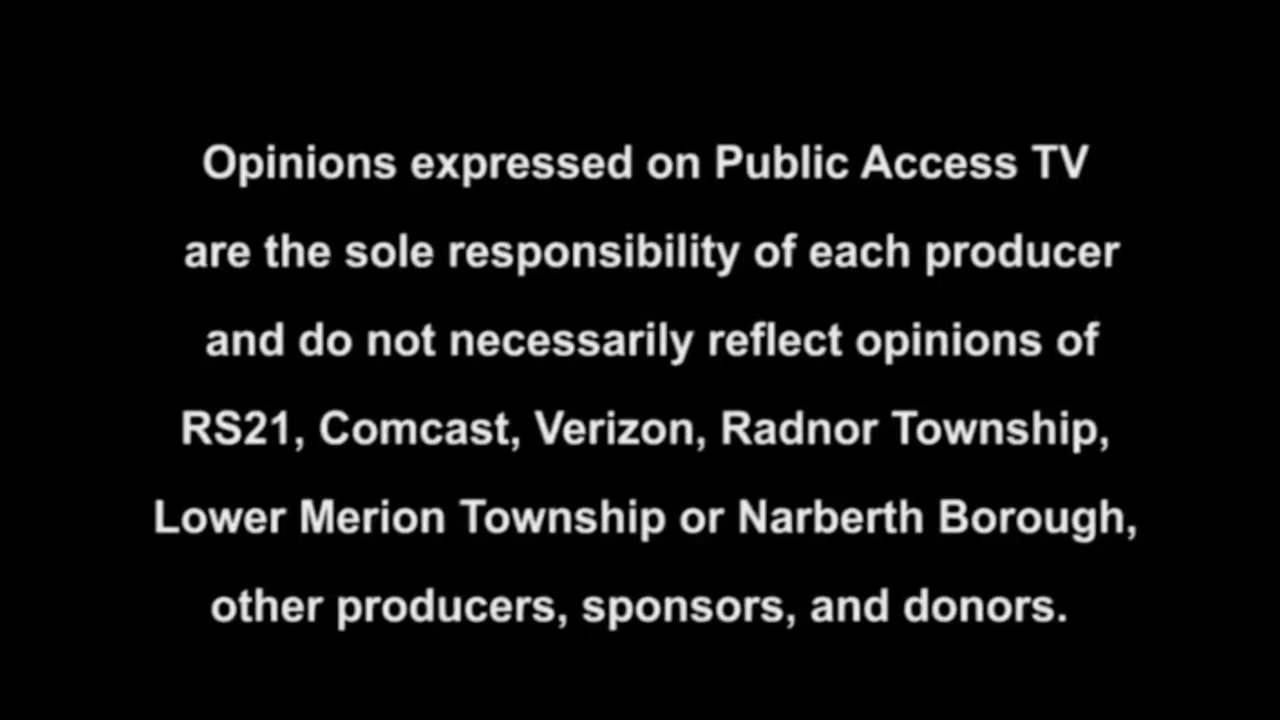 Opinions expressed on Public Access TV
are the sole responsibility of each producer
and do not necessarily reflect opinions of
RS21, Comcast, Verizon, Radnor Township,
Lower Merion Township or Narberth Borough,
other producers, sponsors, and donors.